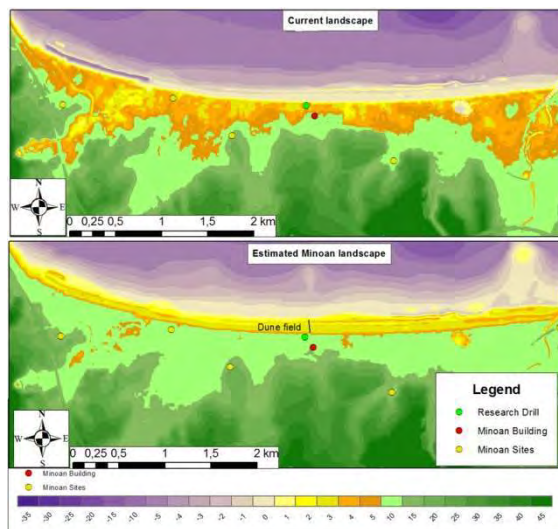 Current landscape
N
W E
S
0 0,25 0,5 1 1,5 2 km
Estimated Minoan landscape
Dune field
N
W E
S
0 0,25 0,5 1 1,5 2 km
Legend
Research Drill
Minoan Building
Minoan Sites
Minoan Building
Minoan Sites
-35 -30 -25 -20 -15 -10 -5 -4 -3 -2 -1 0 1 2 3 4 5 10 15 20 25 30 35 40 45